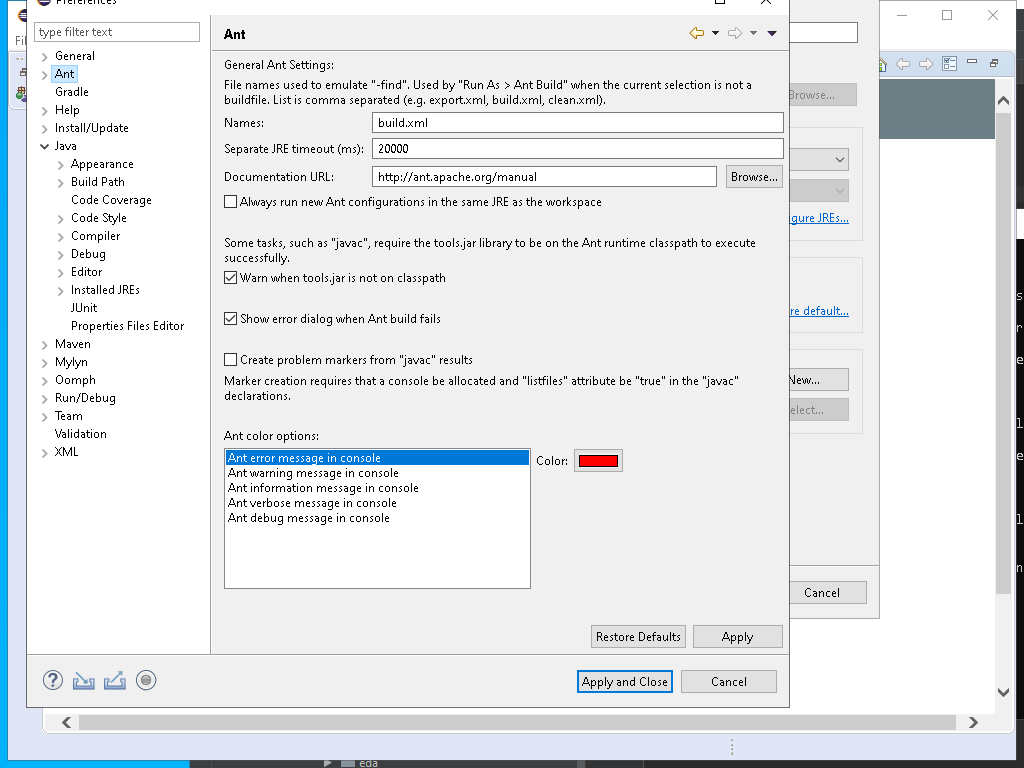 Preferences
type filter text
General
Ant
Gradle
Help
Install/Update
Java
Appearance
Build Path
Code Coverage
Code Style
Compiler
Debug
Editor
Installed JREs
JUnit
Properties Files Editor
Maven
Mylyn
Oomph
Run/Debug
Team
Validation
XML
Ant
General Ant Settings:
File names used to emulate "-find". Used by "Run As > Ant Build" when the current selection is not a
buildfile. List is comma separated (e.g. export.xml, build.xml, clean.xml).
Names: build.xml
Separate JRE timeout (ms): 20000
Documentation URL: http://ant.apache.org/manual Browse...
Always run new Ant configurations in the same JRE as the workspace
Some tasks, such as "javac", require the tools.jar library to be on the Ant runtime classpath to execute
successfully.
Warn when tools.jar is not on classpath
Show error dialog when Ant build fails
Create problem markers from "javac" results
Marker creation requires that a console be allocated and "listfiles" attribute be "true" in the "javac"
declarations.
Ant color options:
Ant error message in console
Ant warning message in console
Ant information message in console
Ant verbose message in console
Ant debug message in console
Color:
Restore Defaults Apply
Apply and Close Cancel
Browse...
gure JREs...
re default...
New...
elect...
Cancel
Fil
eda